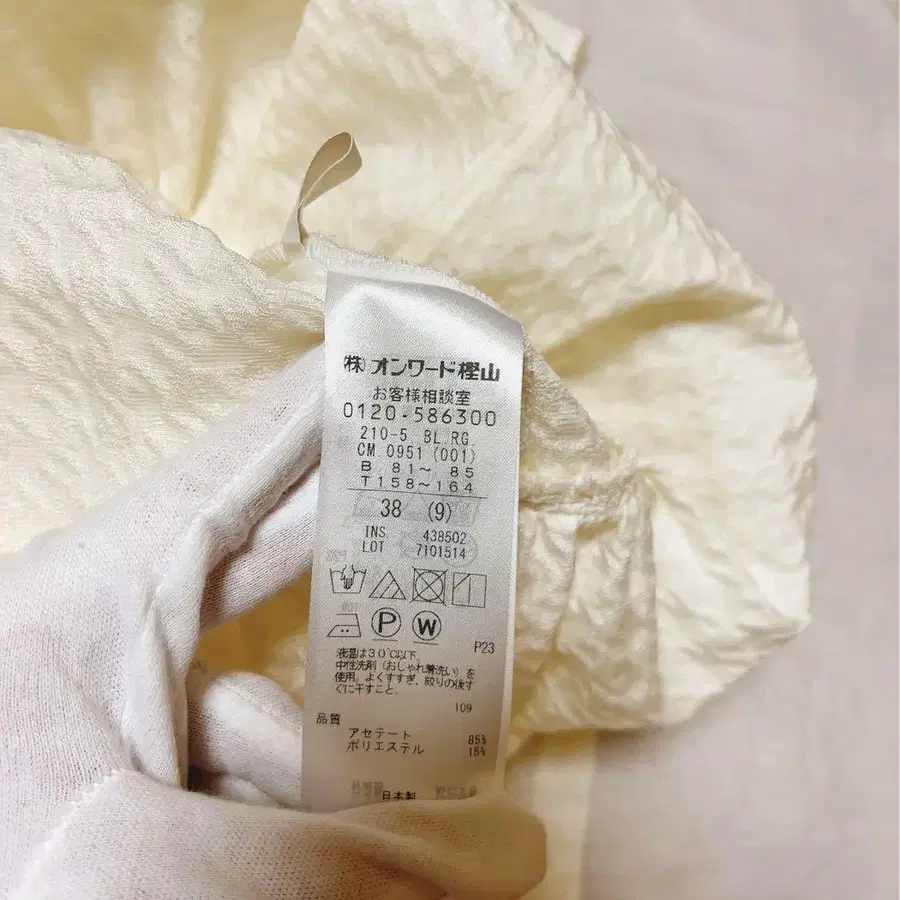 (株)オンワード樫山
お客様相談室
0120-586300
210-5 BL.RG.
CM 0951 (001)
B 81～ 85
T158～164
38 (9)
INS. 438502
LOT 7101514
P W
P23
液温は30℃以下、
中性洗剤（おしゃれ着洗い）を
使用。よくすすぎ、絞りの後す
ぐに干すこと。
109
品質
アセテート 85%
ポリエステル 15%
日本製